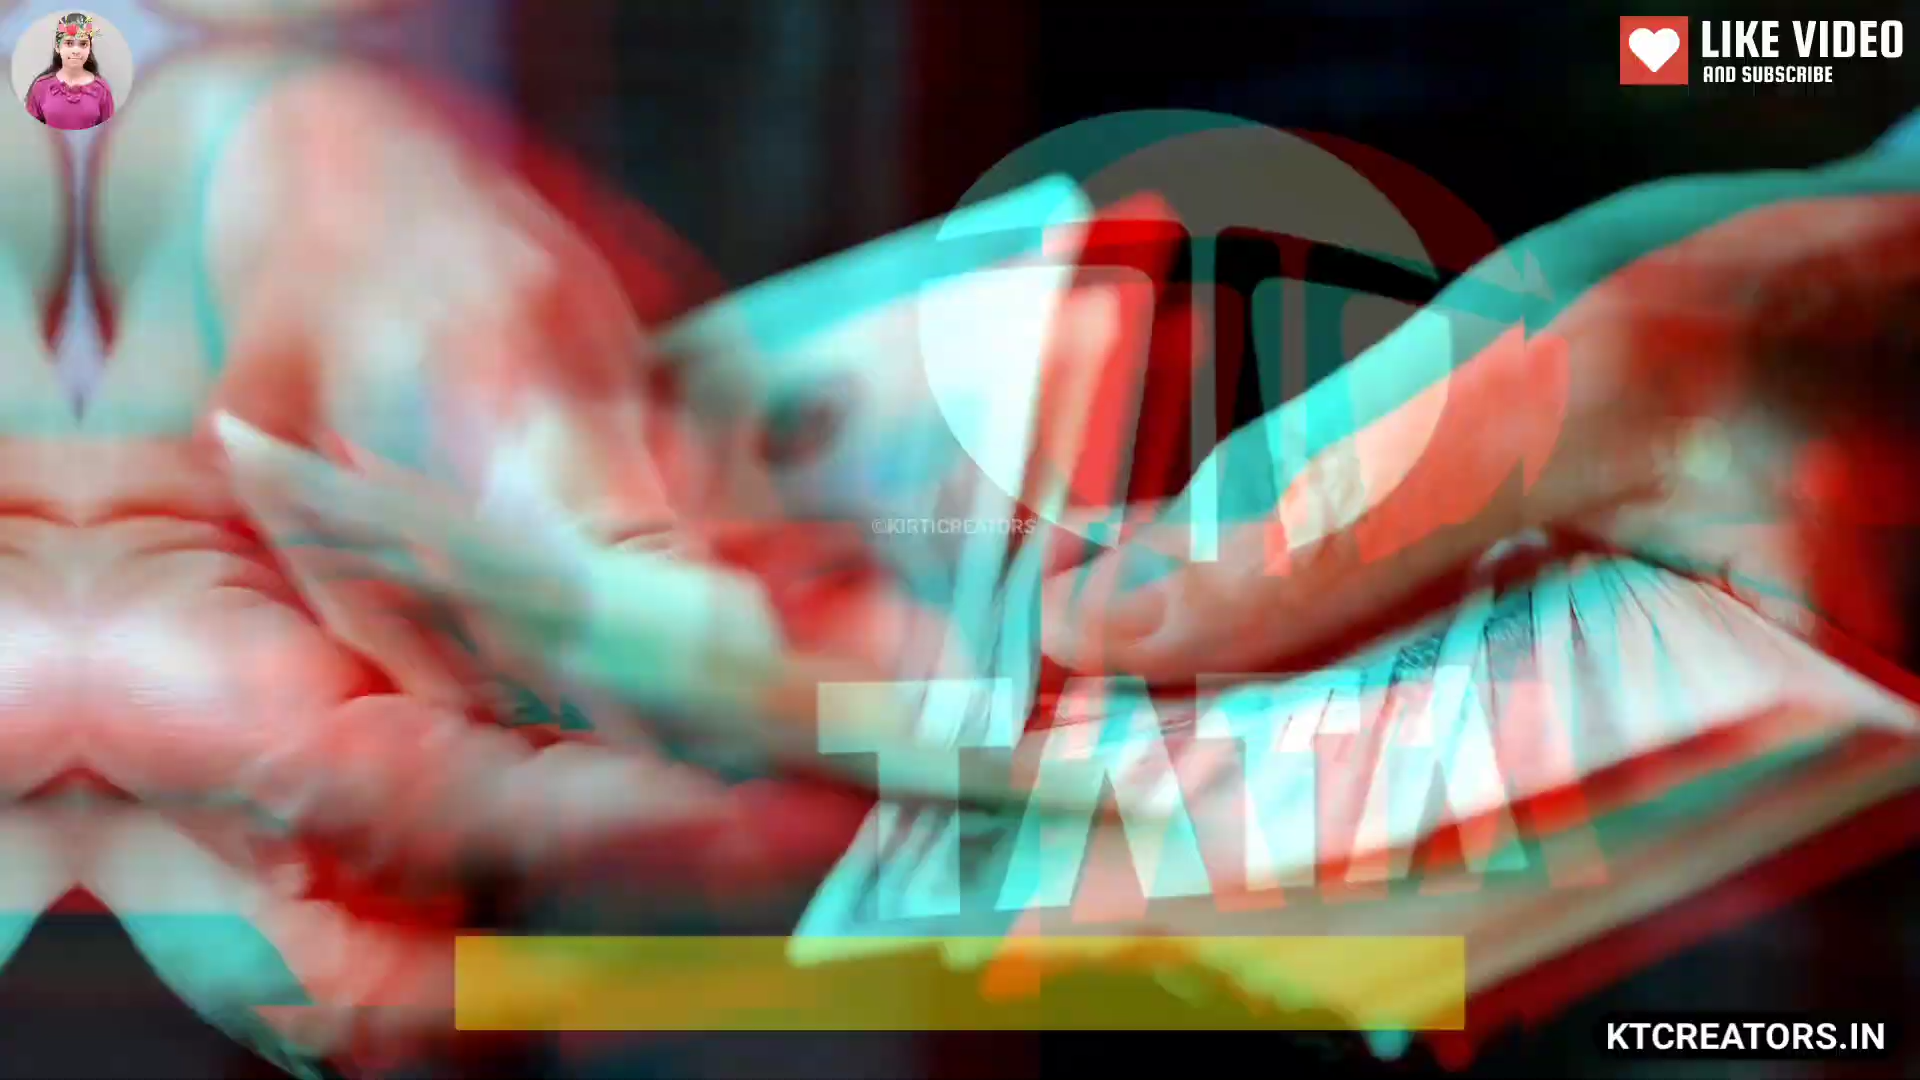 LIKE VIDEO
AND SUBSCRIBE
©KIRTICREATORS
TATA
KTCREATORS.IN